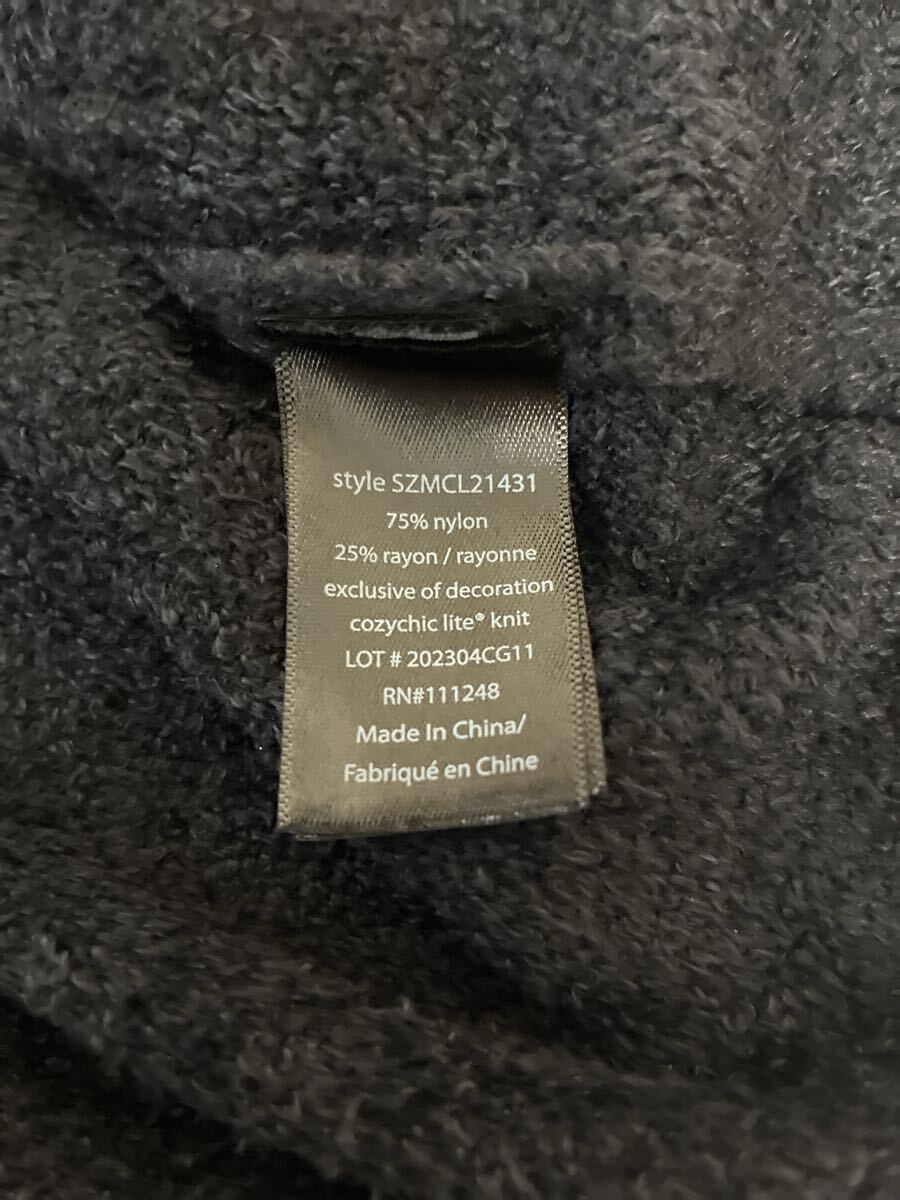 style SZMCL21431
75% nylon
25% rayon / rayonne
exclusive of decoration
cozychic lite® knit
LOT # 202304CG11
RN#111248
Made In China/
Fabriqué en Chine